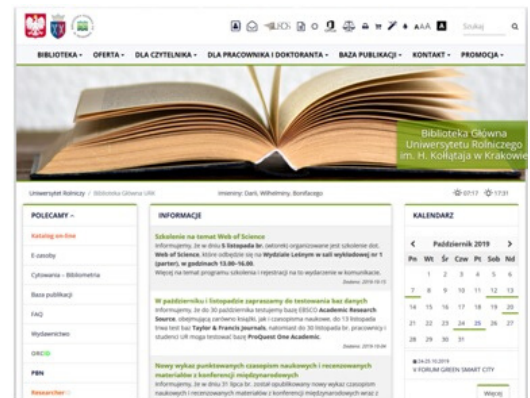 AAA
Szukaj
BIBLIOTEKA
OFERTA
DLA CZYTELNIKA
DLA PRACOWNIKA I DOKTORANTA
BAZA PUBLIKACJI
KONTAKT
PROMOCJA
Biblioteka Główna
Uniwersytetu Rolniczego
im. H. Kołłątaja w Krakowie
Uniwersytet Rolniczy / Biblioteka Główna URK
Imieniny: Darii, Wilhelminy, Bonifacego
07:17 17:31
POLECAMY –
Katalog on-line
E-zasoby
Cytowania – Bibliometria
Baza publikacji
FAQ
Wydawnictwo
ORCID
PBN
Researcher
INFORMACJE
Szkolenie na temat Web of Science
Informujemy, że w dniu 5 listopada br. (wtorek) organizowane jest szkolenie dot.
Web of Science, które odbędzie się na Wydziale Leśnym w sali wykładowej nr 1
(parter), w godzinach 13.00–16.00.
Więcej na temat programu szkolenia i rejestracji na to wydarzenie w komunikacie.
Dodano: 2019-10-15
W październiku i listopadzie zapraszamy do testowania baz danych
Informujemy, że do 30 października testujemy bazę EBSCO Academic Research
Source, obejmującą zarówno książki, jak i czasopisma naukowe, do 13 listopada
trwa test baz Taylor & Francis Journals, natomiast do 30 listopada br. pracownicy i
studenci UR mogą testować bazę ProQuest One Academic.
Dodano: 2019-10-04
Nowy wykaz punktowanych czasopism naukowych i recenzowanych
materiałów z konferencji międzynarodowych
Informujemy, że w dniu 31 lipca br. został opublikowany nowy wykaz czasopism
naukowych i recenzowanych materiałów z konferencji międzynarodowych wraz z
KALENDARZ
Październik 2019
Pn Wt Śr Czw Pt Sob Nd
1 2 3 4 5 6
7 8 9 10 11 12 13
14 15 16 17 18 19 20
21 22 23 24 25 26 27
28 29 30 31
24-25.10.2019
V FORUM GREEN SMART CITY
Więcej